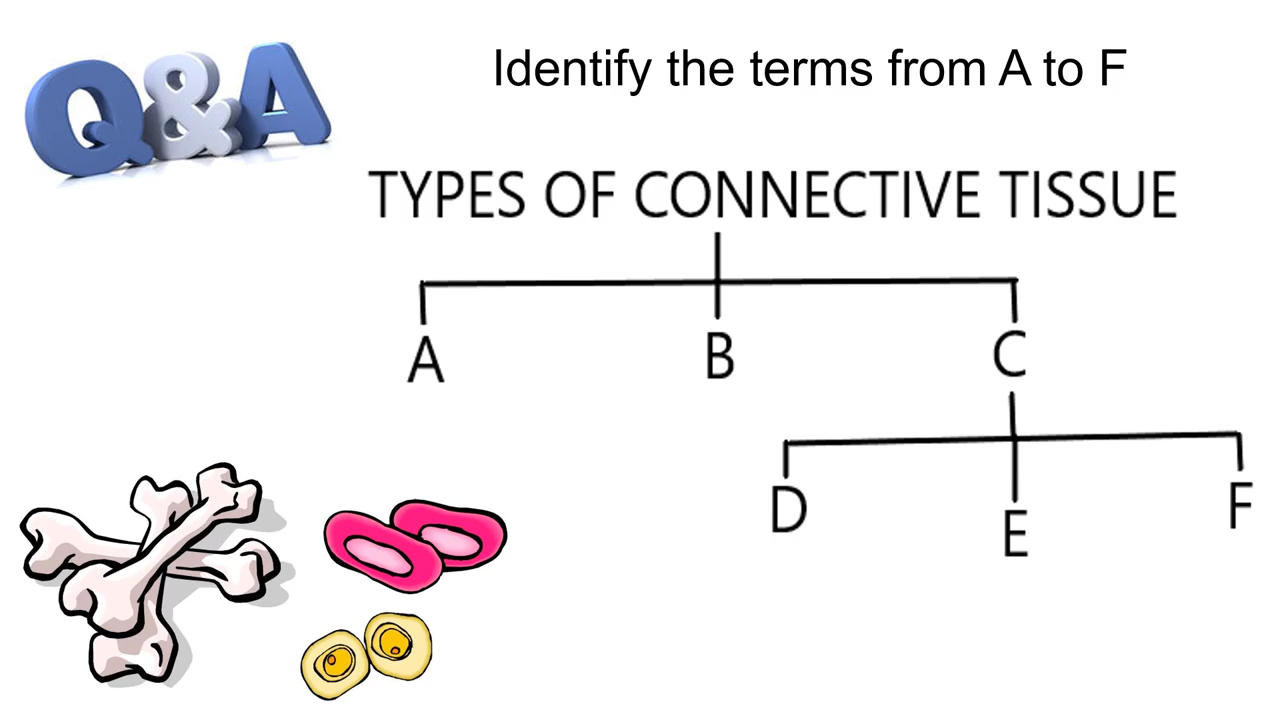 Q&A
Identify the terms from A to F
TYPES OF CONNECTIVE TISSUE
A
B
C
D
E
F